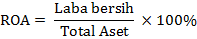 ROA = Laba bersih / Total Aset × 100%